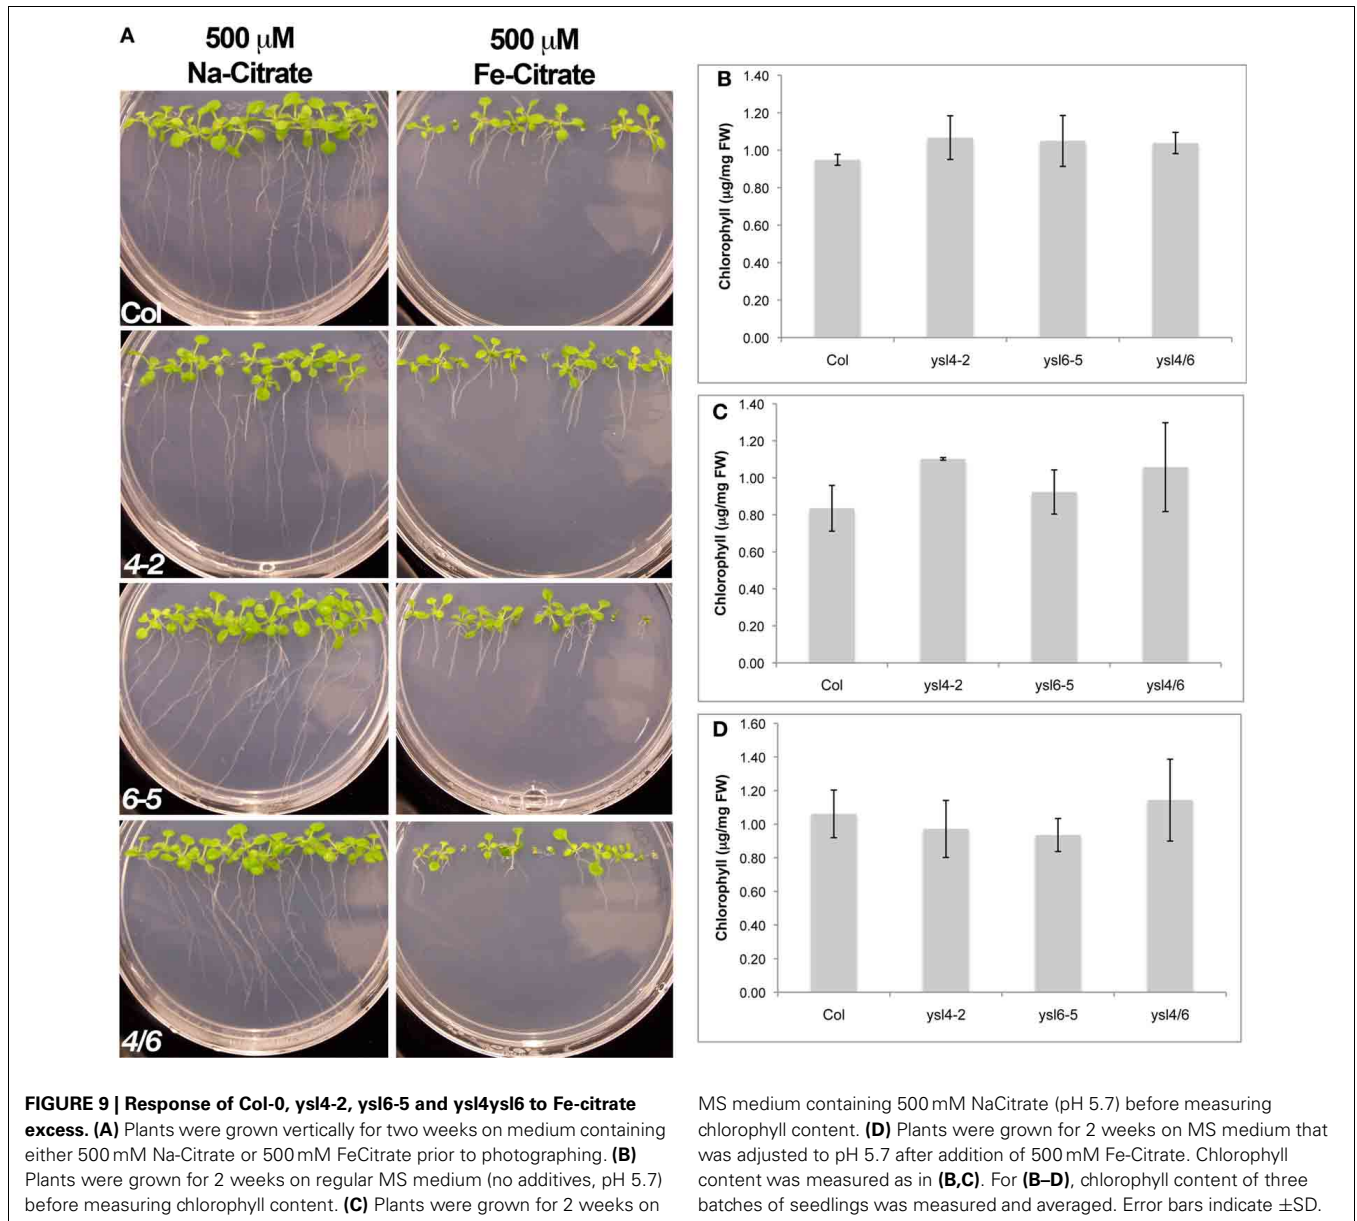 A
500 μM
Na-Citrate
500 μM
Fe-Citrate
Col
4-2
6-5
4/6
B
Chlorophyll (μg/mg FW)
1.40
1.20
1.00
0.80
0.60
0.40
0.20
0.00
Col
ysl4-2
ysl6-5
ysl4/6
C
Chlorophyll (μg/mg FW)
1.40
1.20
1.00
0.80
0.60
0.40
0.20
0.00
Col
ysl4-2
ysl6-5
ysl4/6
D
Chlorophyll (μg/mg FW)
1.60
1.40
1.20
1.00
0.80
0.60
0.40
0.20
0.00
Col
ysl4-2
ysl6-5
ysl4/6
FIGURE 9 | Response of Col-0, ysl4-2, ysl6-5 and ysl4ysl6 to Fe-citrate
excess. (A) Plants were grown vertically for two weeks on medium containing
either 500 mM Na-Citrate or 500 mM FeCitrate prior to photographing. (B)
Plants were grown for 2 weeks on regular MS medium (no additives, pH 5.7)
before measuring chlorophyll content. (C) Plants were grown for 2 weeks on
MS medium containing 500 mM NaCitrate (pH 5.7) before measuring
chlorophyll content. (D) Plants were grown for 2 weeks on MS medium that
was adjusted to pH 5.7 after addition of 500 mM Fe-Citrate. Chlorophyll
content was measured as in (B,C). For (B–D), chlorophyll content of three
batches of seedlings was measured and averaged. Error bars indicate ±SD.